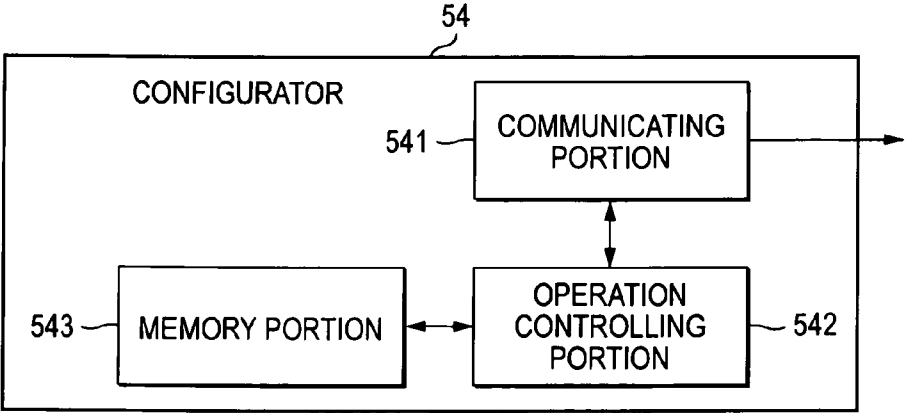 54
CONFIGURATOR
541
COMMUNICATING
PORTION
543
MEMORY PORTION
OPERATION
CONTROLLING
PORTION
542